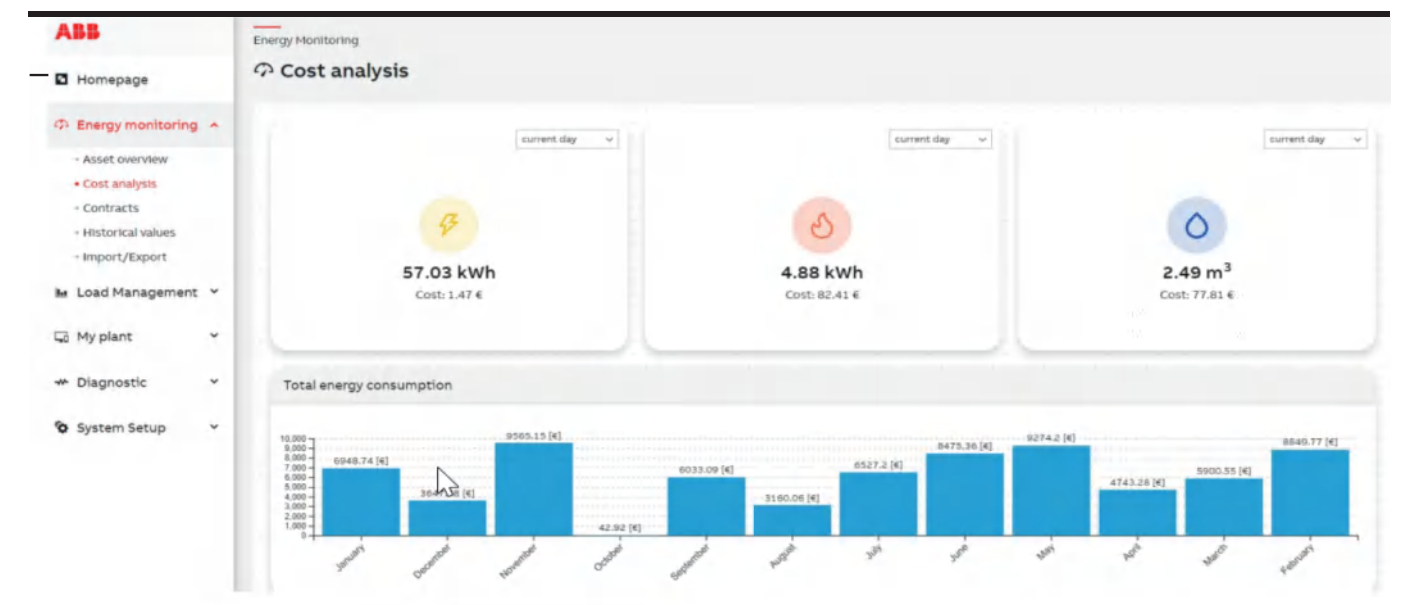 ABB
Homepage
Energy monitoring
Asset overview
Cost analysis
Contracts
Historical values
Import/Export
Load Management
My plant
Diagnostic
System Setup
Energy Monitoring
Cost analysis
current day
57.03 kWh
Cost: 1.47 €
current day
4.88 kWh
Cost: 82.41 €
current day
2.49 m³
Cost: 77.81 €
Total energy consumption
10,000
9,000
8,000
7,000
6,000
5,000
4,000
3,000
2,000
1,000
0
6948.74 [€]
[€]
9565.15 [€]
42.92 [€]
6033.09 [€]
3160.06 [€]
6527.2 [€]
8475.36 [€]
9274.2 [€]
4743.28 [€]
5900.55 [€]
8849.77 [€]
January
December
November
October
September
August
July
June
May
April
March
February